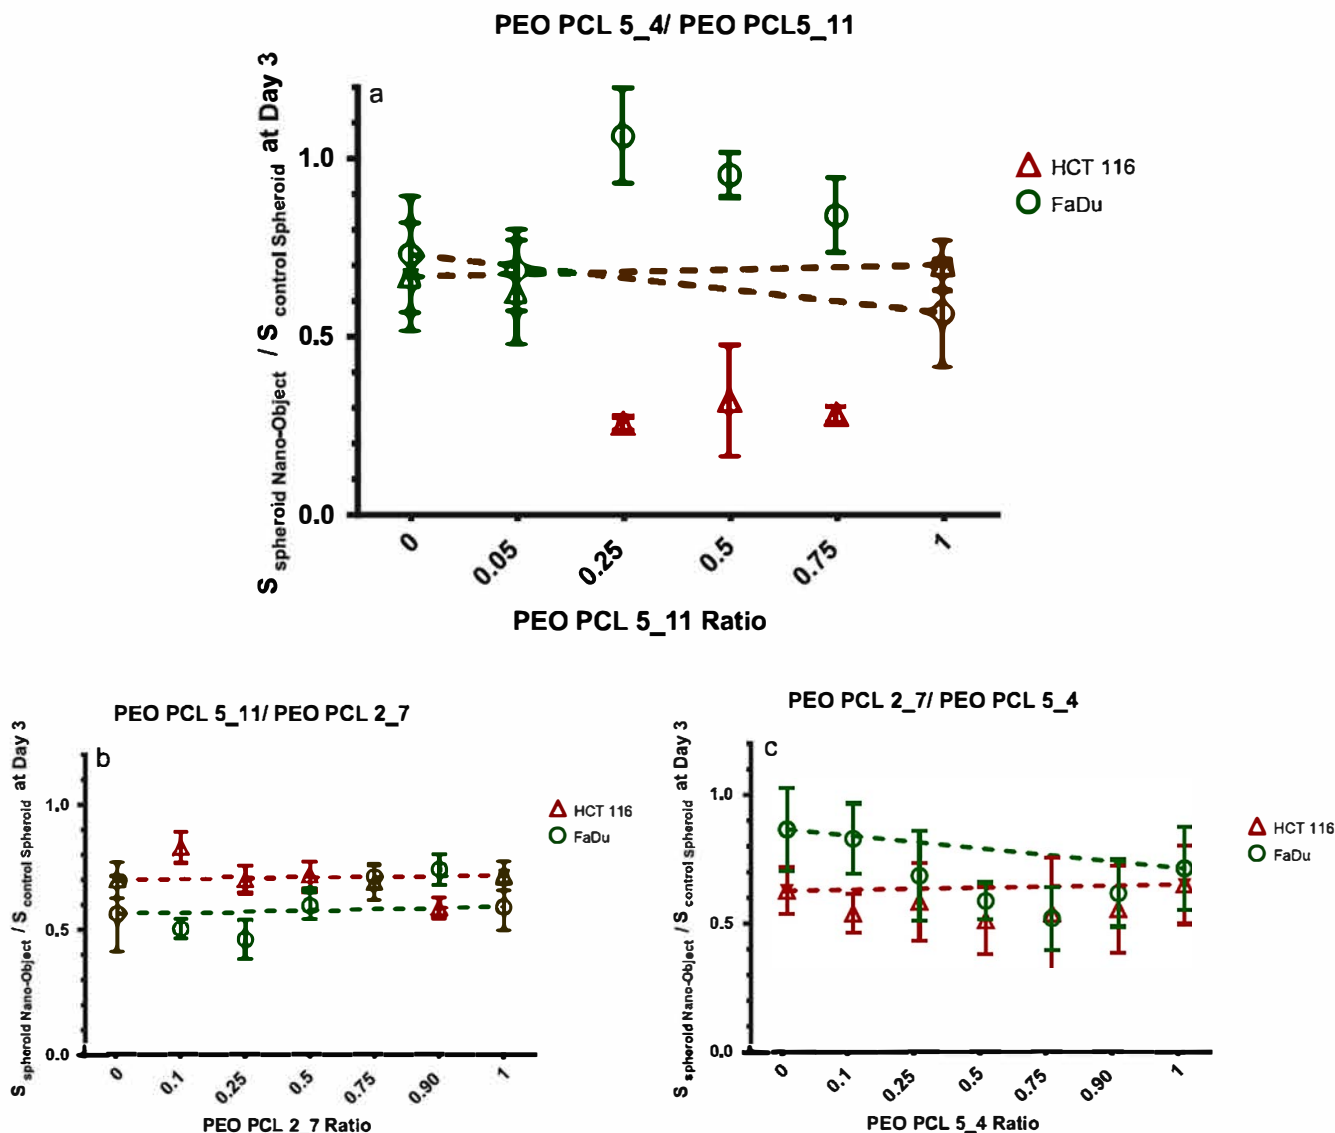 PEO PCL 5_4/ PEO PCL5_11
S spheroid Nano-Object / S control Spheroid at Day 3
a
1.0
0.5
0.0
HCT 116
FaDu
0 0.05 0.25 0.5 0.75 1
PEO PCL 5_11 Ratio
PEO PCL 5_11/ PEO PCL 2_7
S spheroid Nano-Object / S control Spheroid at Day 3
b
1.0
0.5
0.0
HCT 116
FaDu
0 0.1 0.25 0.5 0.75 0.90 1
PEO PCL 2_7 Ratio
PEO PCL 2_7/ PEO PCL 5_4
S spheroid Nano-Object / S control Spheroid at Day 3
c
1.0
0.5
0.0
HCT 116
FaDu
0 0.1 0.25 0.5 0.75 0.90 1
PEO PCL 5_4 Ratio